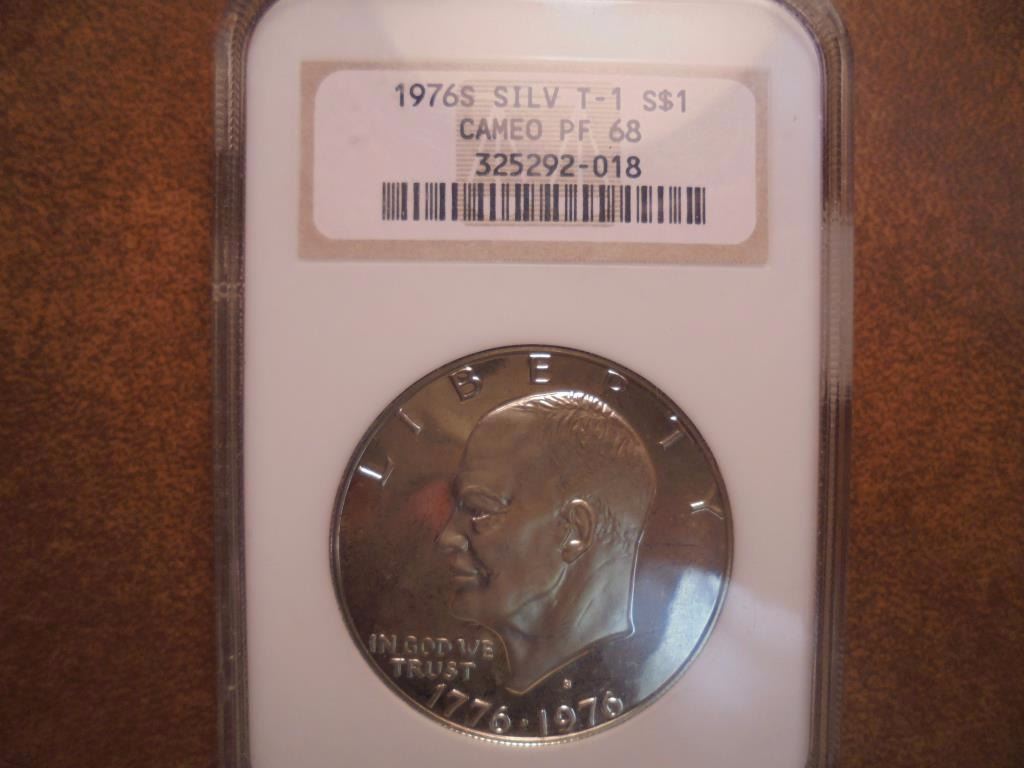 1976S SILV T-1 S$1
CAMEO PF 68
325292-018
LIBERTY
IN GOD WE
TRUST
S
1776·1976